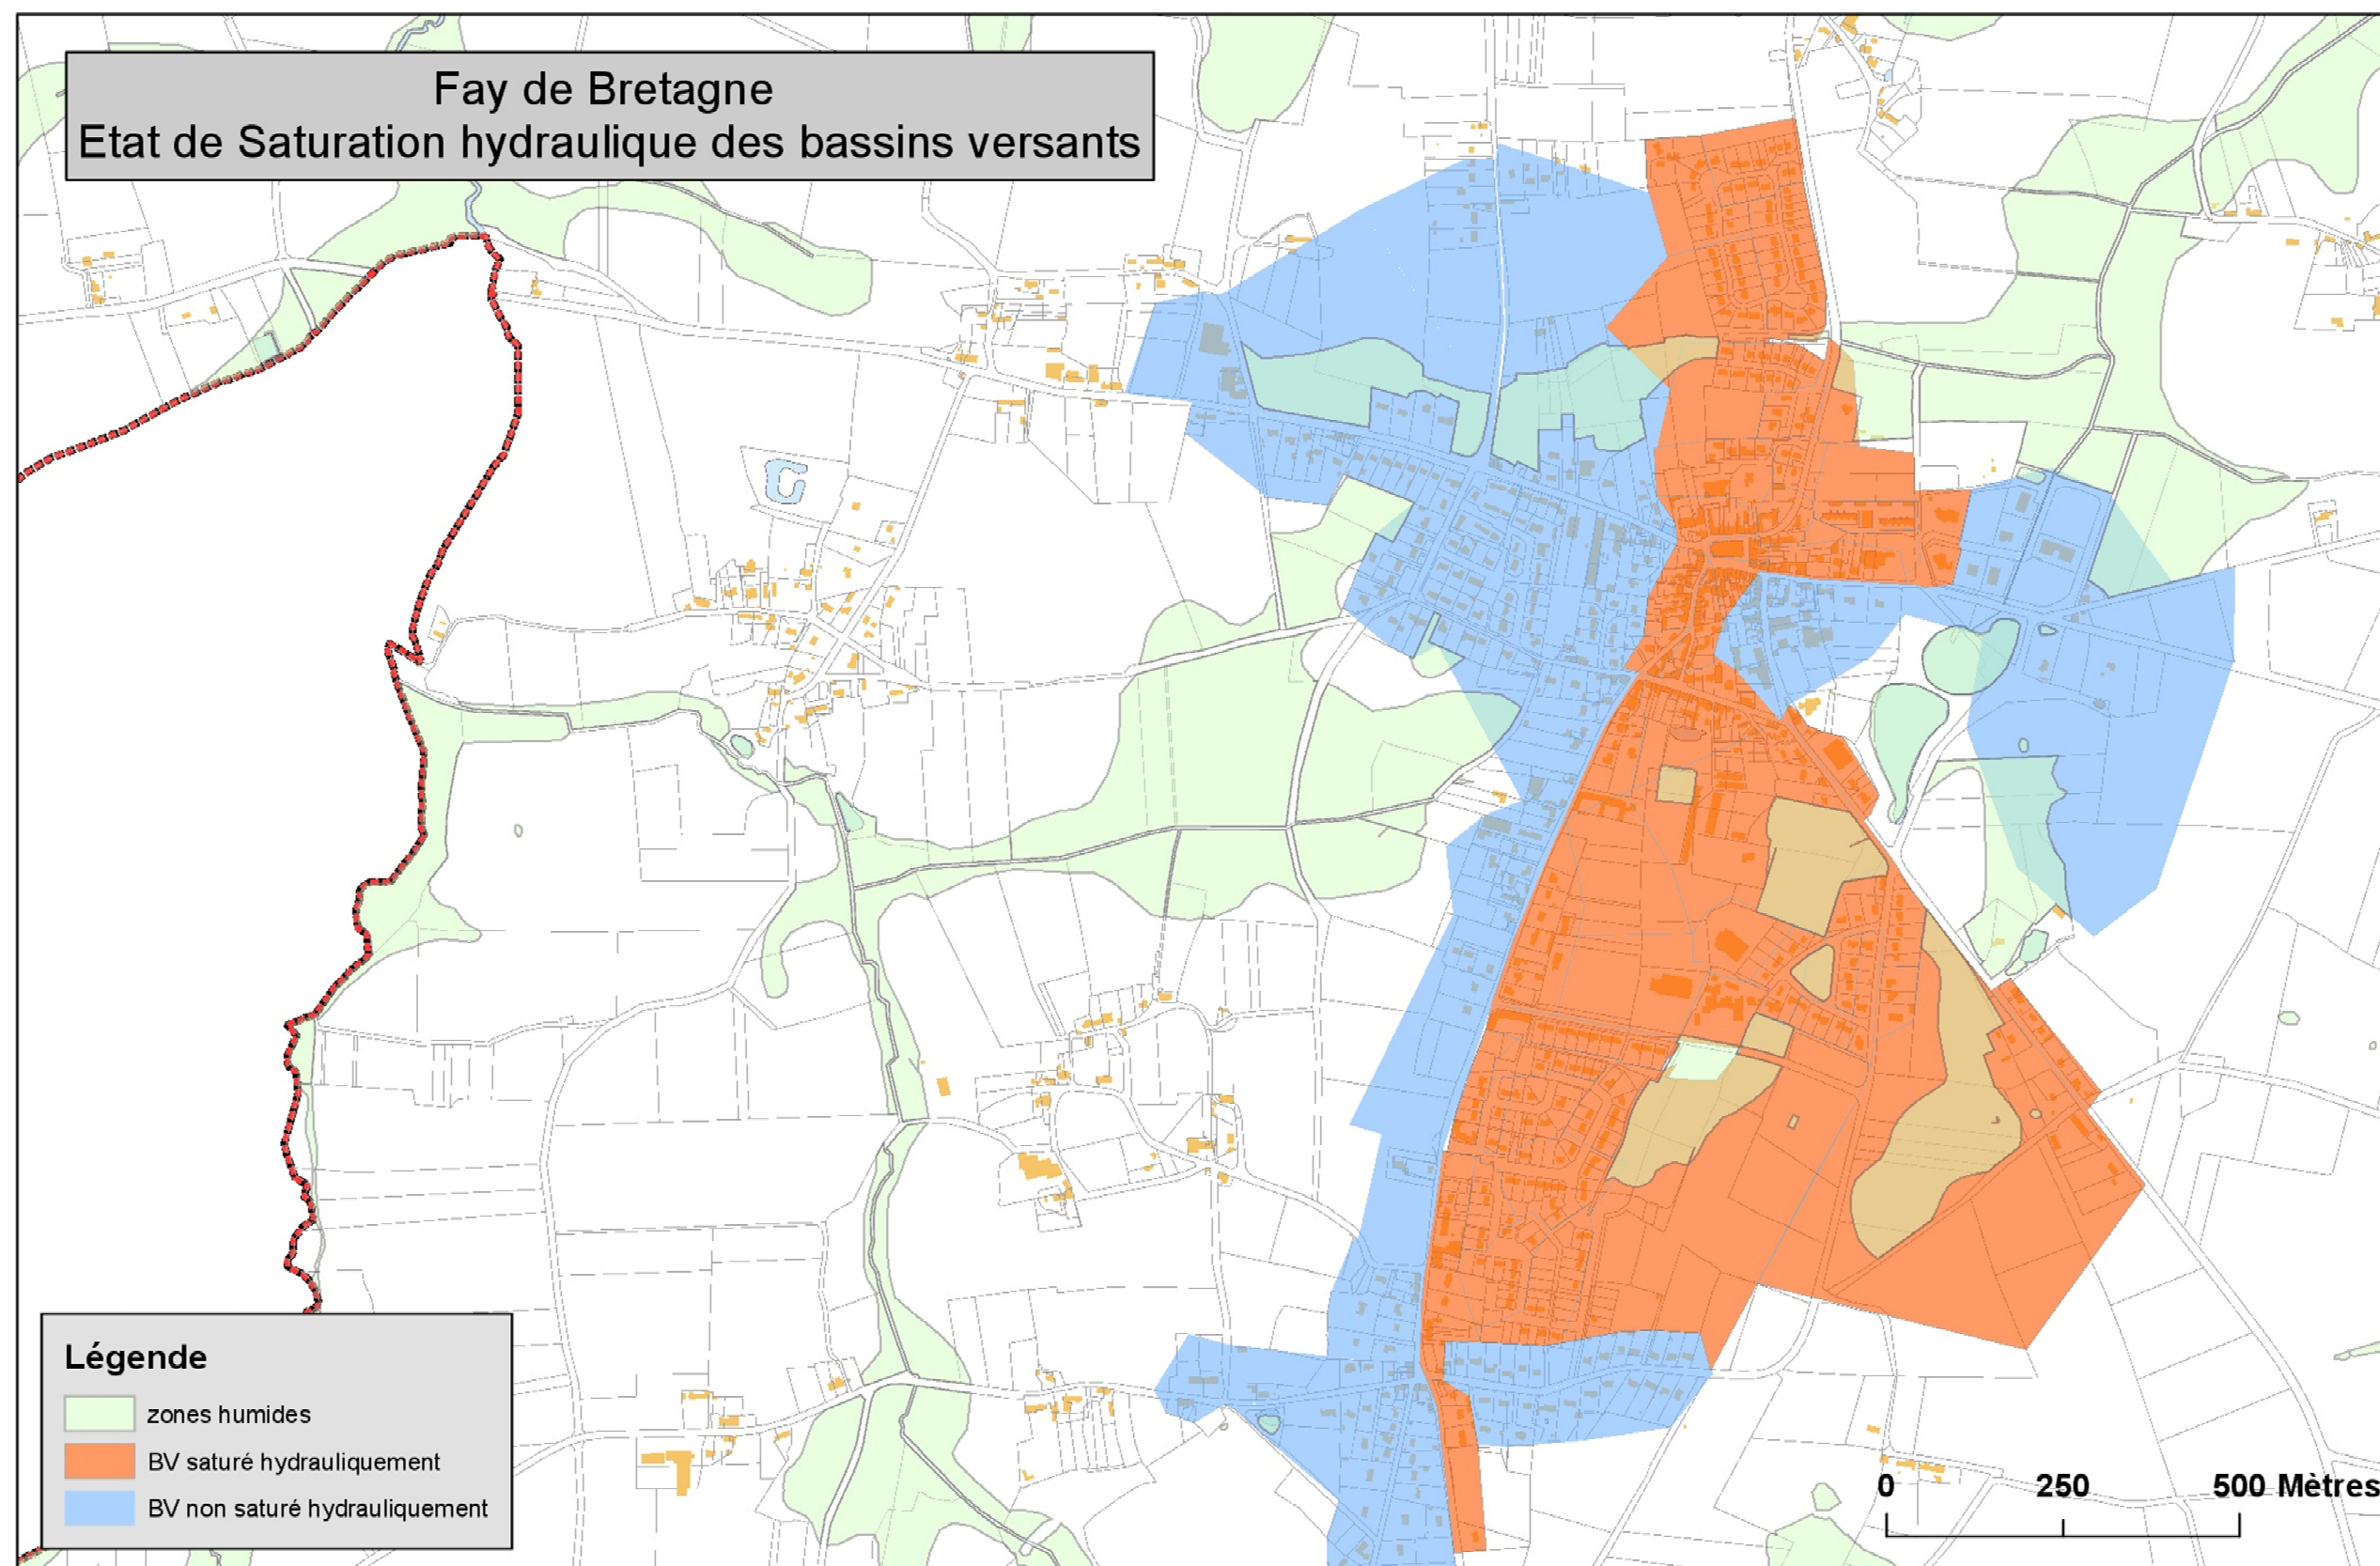 Fay de Bretagne
Etat de Saturation hydraulique des bassins versants
Légende
zones humides
BV saturé hydrauliquement
BV non saturé hydrauliquement
0 250 500 Mètres